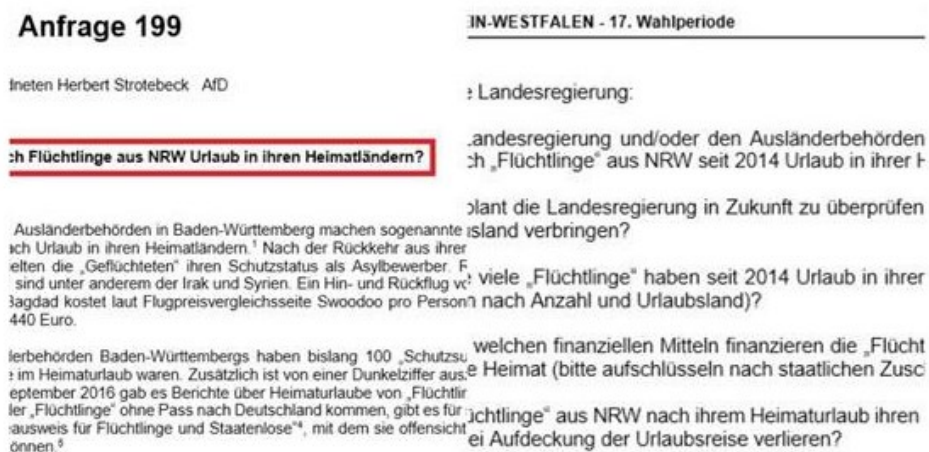 Anfrage 199
dneten Herbert Strotebeck AfD
ch Flüchtlinge aus NRW Urlaub in ihren Heimatländern?
Ausländerbehörden in Baden-Württemberg machen sogenannte
ach Urlaub in ihren Heimatländern.¹ Nach der Rückkehr aus ihrer
elten die „Geflüchteten“ ihren Schutzstatus als Asylbewerber. F
sind unter anderem der Irak und Syrien. Ein Hin- und Rückflug vo
Bagdad kostet laut Flugpreisvergleichsseite Swoodoo pro Person
440 Euro.
derbehörden Baden-Württembergs haben bislang 100 „Schutzsu
e im Heimaturlaub waren. Zusätzlich ist von einer Dunkelziffer aus
eptember 2016 gab es Berichte über Heimaturlaube von „Flüchtlin
der „Flüchtlinge“ ohne Pass nach Deutschland kommen, gibt es für
eausweis für Flüchtlinge und Staatenlose“⁴, mit dem sie offensicht
önnen.⁵
IN-WESTFALEN - 17. Wahlperiode
e Landesregierung:
andesregierung und/oder den Ausländerbehörden
ch „Flüchtlinge“ aus NRW seit 2014 Urlaub in ihrer H
plant die Landesregierung in Zukunft zu überprüfen
usland verbringen?
e viele „Flüchtlinge“ haben seit 2014 Urlaub in ihrer
n nach Anzahl und Urlaubsland)?
welchen finanziellen Mitteln finanzieren die „Flücht
e Heimat (bitte aufschlüsseln nach staatlichen Zusc
üchtlinge“ aus NRW nach ihrem Heimaturlaub ihren
ei Aufdeckung der Urlaubsreise verlieren?